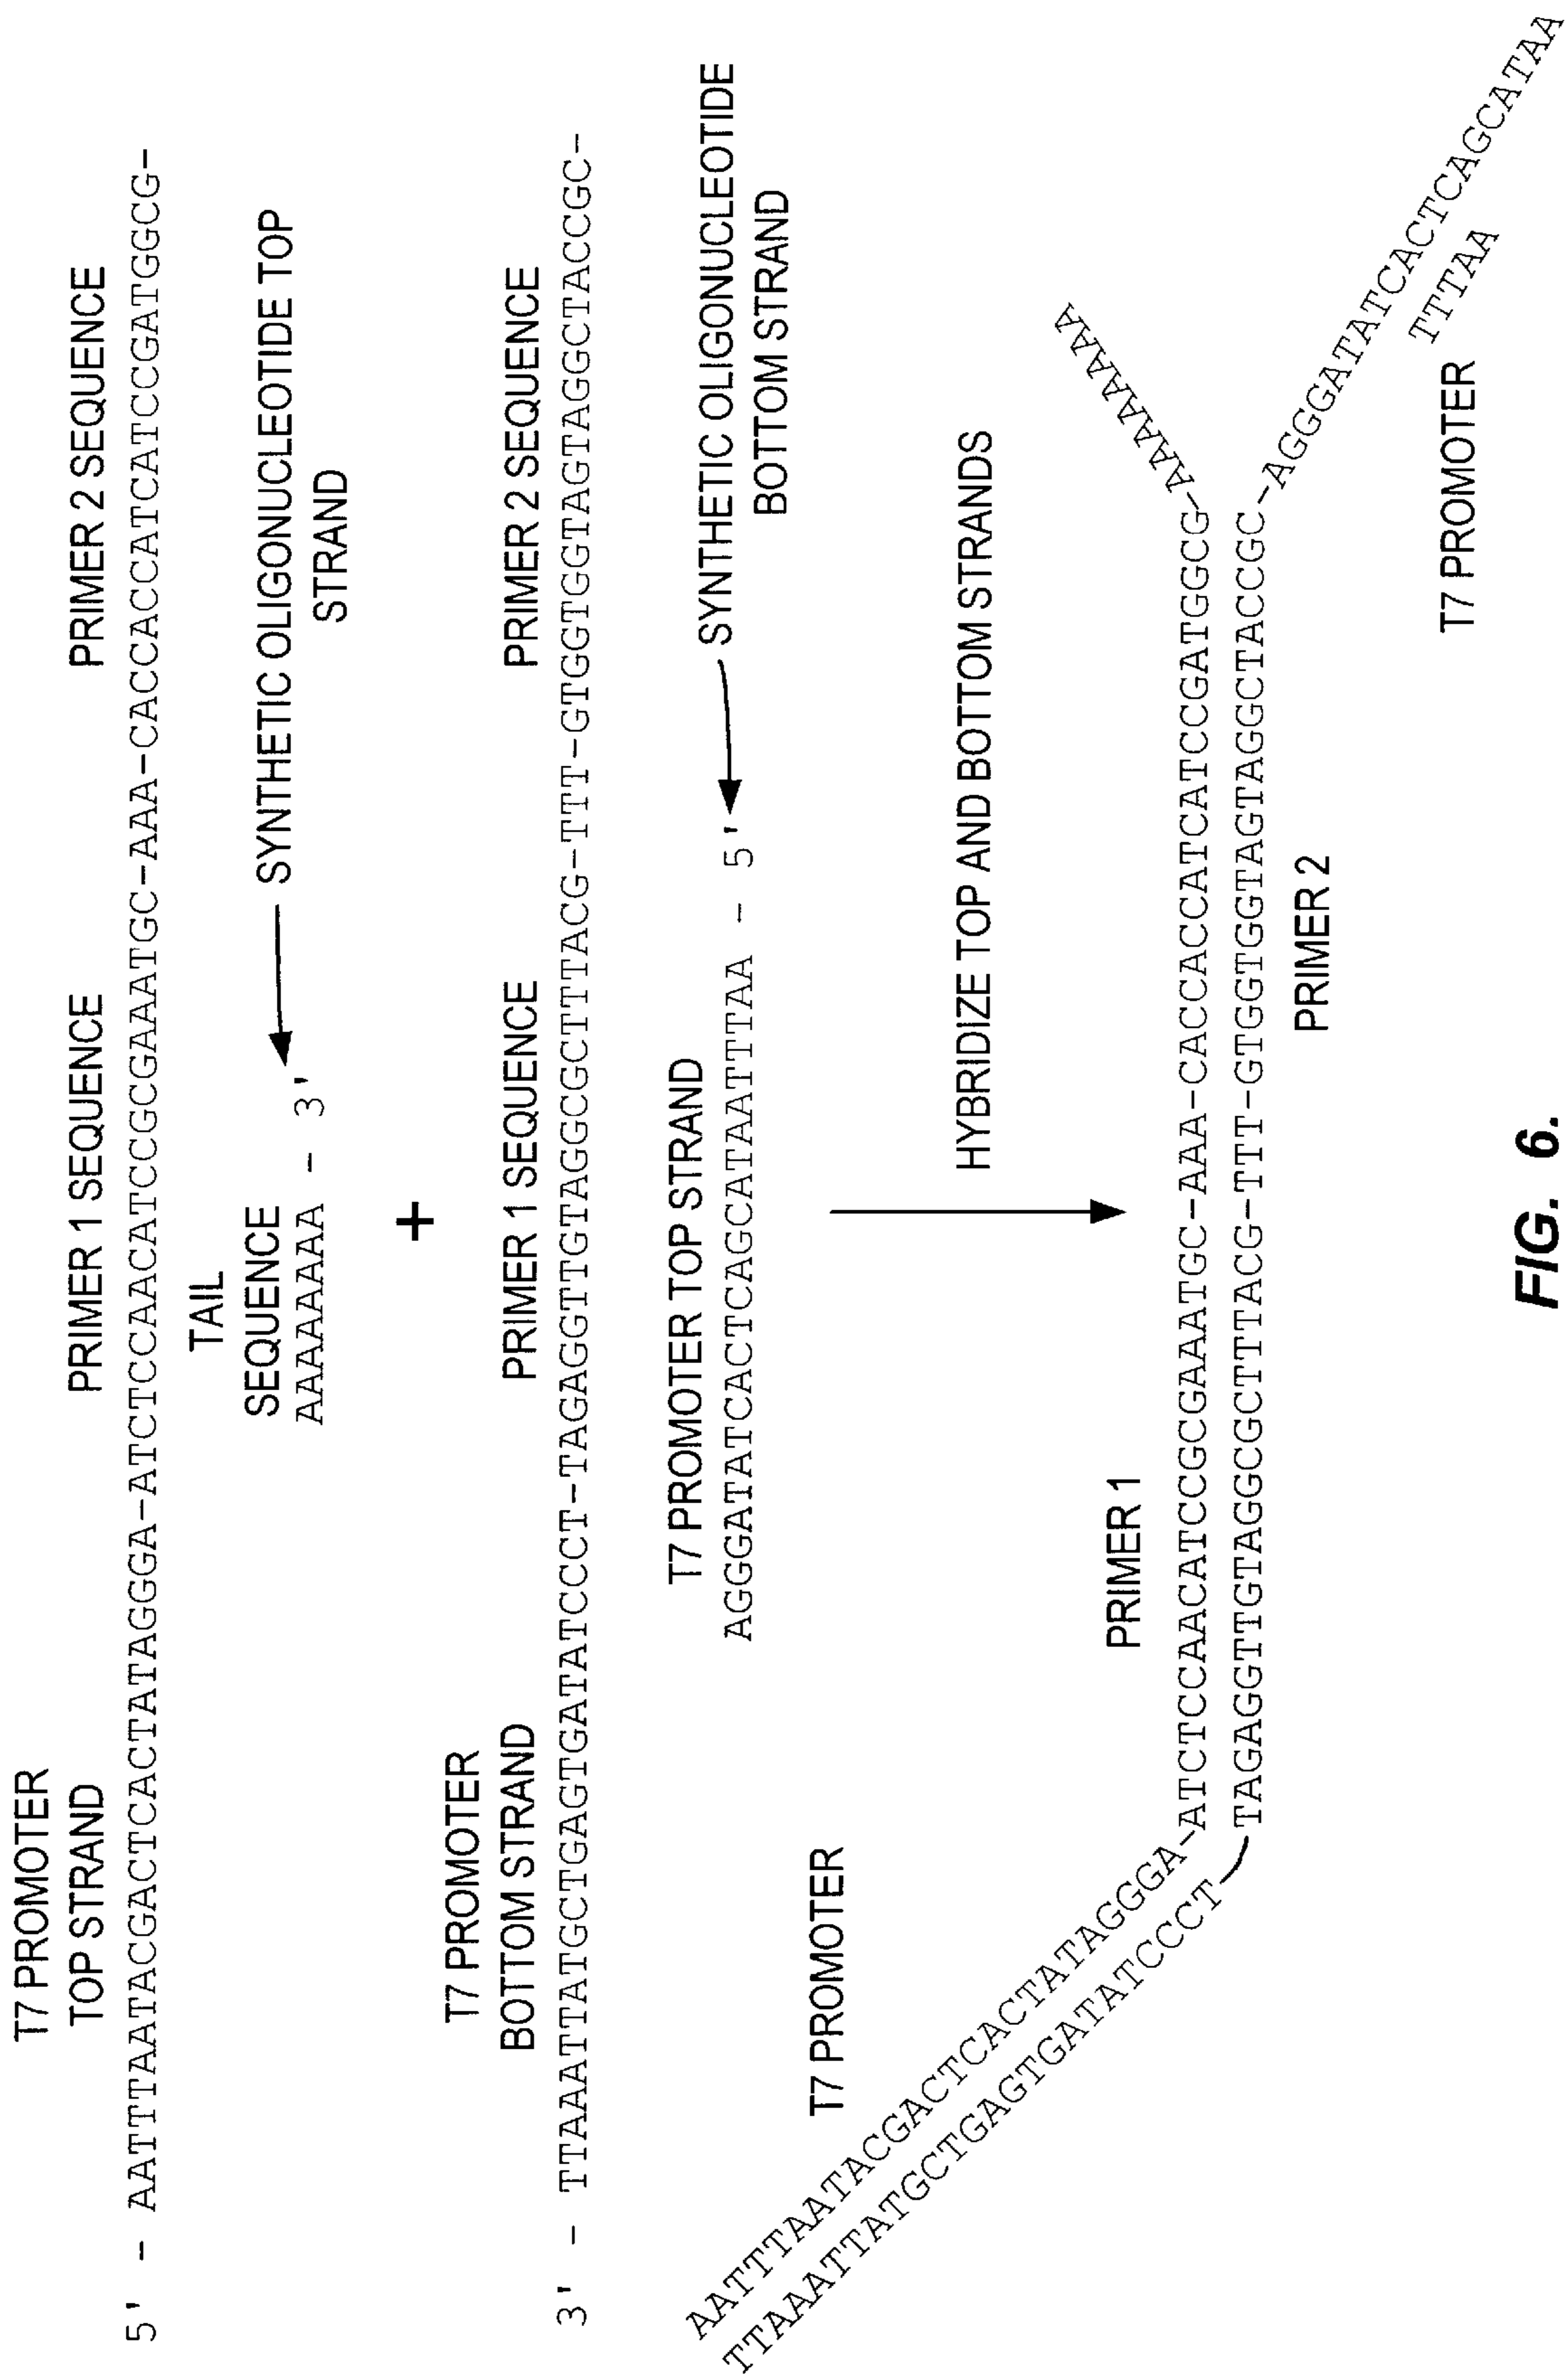 T7 PROMOTER
TOP STRAND
PRIMER 1 SEQUENCE
PRIMER 2 SEQUENCE
5' - AATTTAATACGACTCACTATAGGGA-ATCTCCAACATCCGCGAAATGC-AAA-CACCACCATCATCCGATGGCG-
TAIL
SEQUENCE
AAAAAAAA - 3'
SYNTHETIC OLIGONUCLEOTIDE TOP
STRAND
+
T7 PROMOTER
BOTTOM STRAND
PRIMER 1 SEQUENCE
PRIMER 2 SEQUENCE
3' - TTAAATTATGCTGAGTGATATCCCT-TAGAGGTTGTAGGCGCTTTACG-TTT-GTGGTGGTAGTAGGCTACCGC-
T7 PROMOTER TOP STRAND
AGGGATATCACTCAGCATAATTTAA - 5'
SYNTHETIC OLIGONUCLEOTIDE
BOTTOM STRAND
HYBRIDIZE TOP AND BOTTOM STRANDS
T7 PROMOTER
AATTTAATACGACTCACTATAGGGA
TTAAATTATGCTGAGTGATATCCCT
PRIMER 1
-ATCTCCAACATCCGCGAAATGC-AAA-CACCACCATCATCCGATGGCG-
TAGAGGTTGTAGGCGCTTTACG-TTT-GTGGTGGTAGTAGGCTACCGC
PRIMER 2
AAAAAAAA
-AGGGATATCACTCAGCATAA
TTTAA
T7 PROMOTER
FIG. 6.